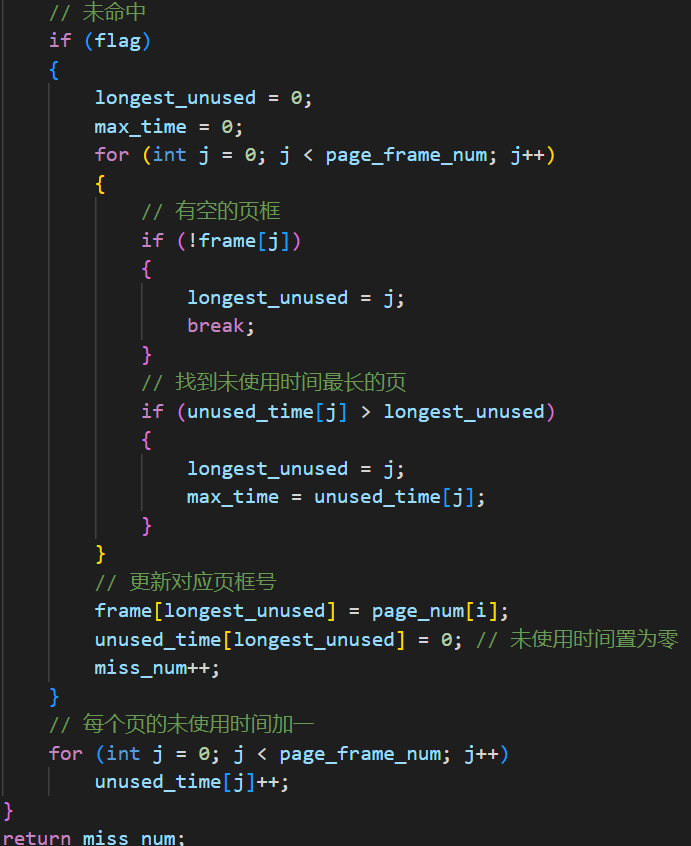 // 未命中
if (flag)
{
longest_unused = 0;
max_time = 0;
for (int j = 0; j < page_frame_num; j++)
{
// 有空的页框
if (!frame[j])
{
longest_unused = j;
break;
}
// 找到未使用时间最长的页
if (unused_time[j] > longest_unused)
{
longest_unused = j;
max_time = unused_time[j];
}
}
// 更新对应页框号
frame[longest_unused] = page_num[i];
unused_time[longest_unused] = 0; // 未使用时间置为零
miss_num++;
}
// 每个页的未使用时间加一
for (int j = 0; j < page_frame_num; j++)
unused_time[j]++;
}
return miss_num;